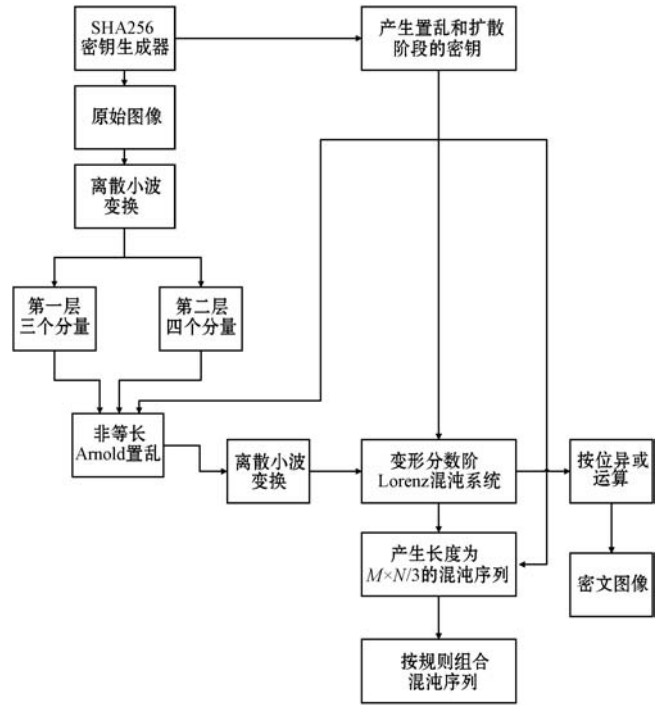 SHA256
密钥生成器
产生置乱和扩散
阶段的密钥
原始图像
离散小波
变换
第一层
三个分量
第二层
四个分量
非等长
Arnold置乱
离散小波
变换
变形分数阶
Lorenz混沌系统
按位异或
运算
产生长度为
M×N/3的混沌序列
密文图像
按规则组合
混沌序列